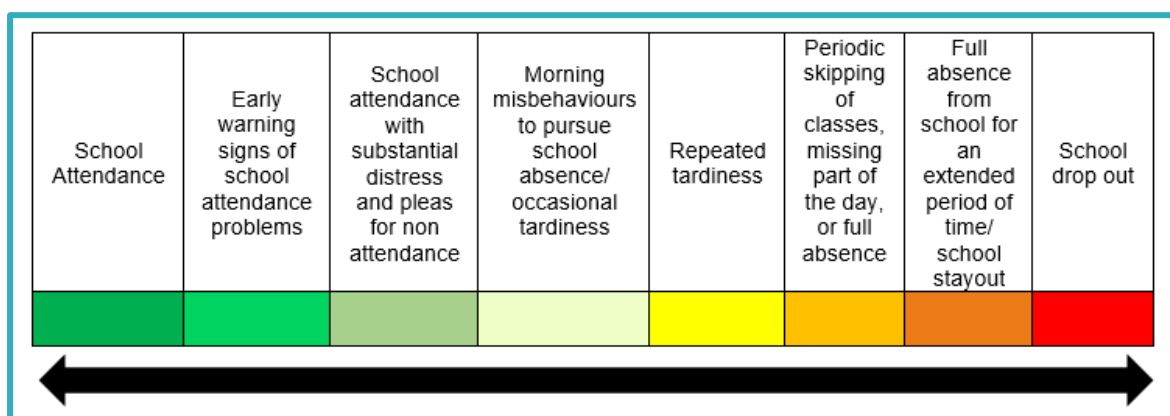 School
Attendance
Early
warning
signs of
school
attendance
problems
School
attendance
with
substantial
distress
and pleas
for non
attendance
Morning
misbehaviours
to pursue
school
absence/
occasional
tardiness
Repeated
tardiness
Periodic
skipping
of
classes,
missing
part of
the day,
or full
absence
Full
absence
from
school for
an
extended
period of
time/
school
stayout
School
drop out